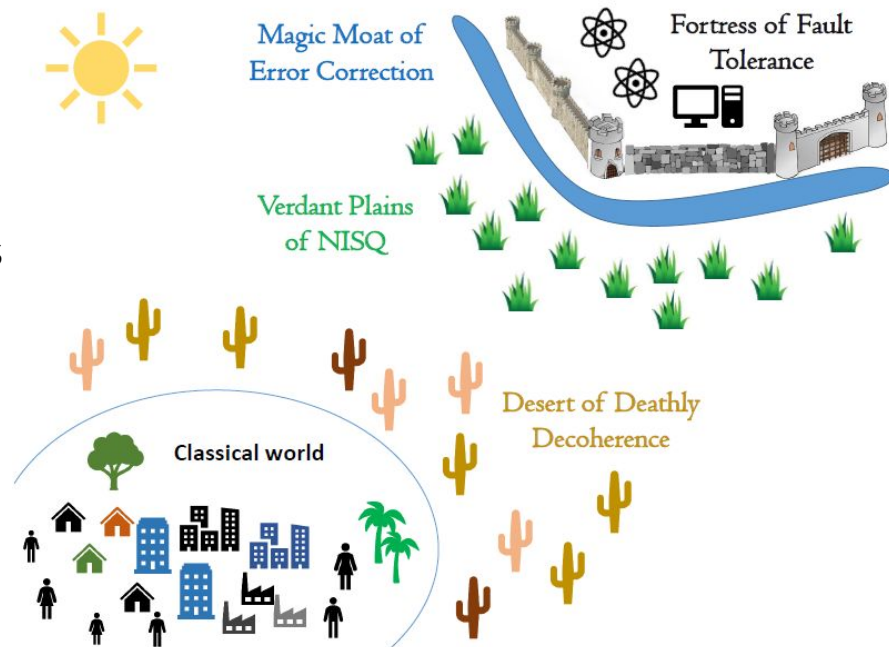 Magic Moat of
Error Correction
Fortress of Fault
Tolerance
Verdant Plains
of NISQ
s
Desert of Deathly
Decoherence
Classical world